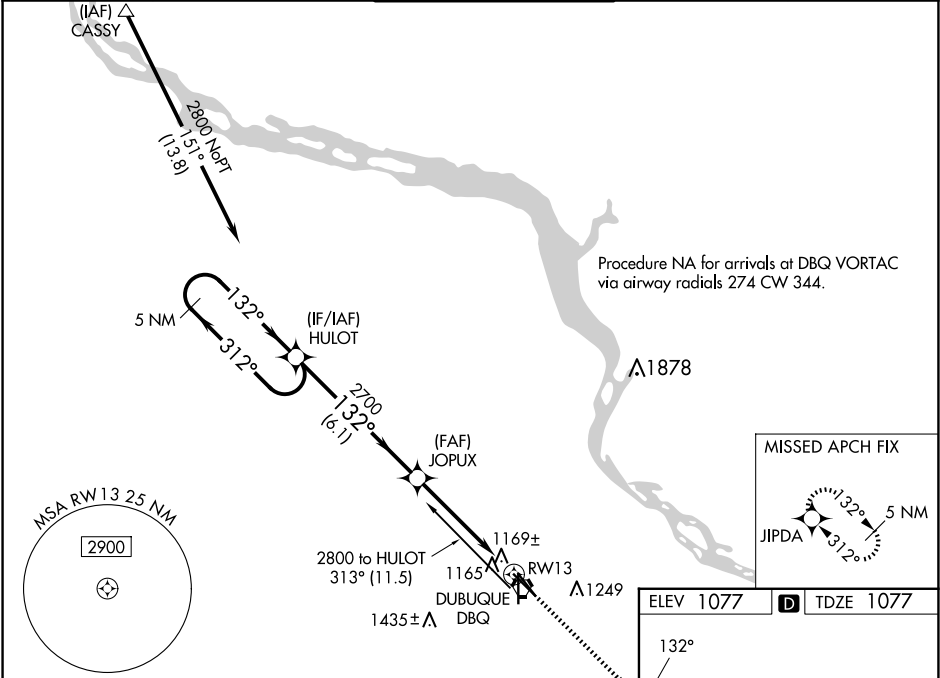 (IAF)
CASSY
2800 NoPT
151°
(13.8)
Procedure NA for arrivals at DBQ VORTAC
via airway radials 274 CW 344.
132°
5 NM
312°
(IF/IAF)
HULOT
2700
132°
(6.1)
1878
(FAF)
JOPUX
MISSED APCH FIX
132°
5 NM
JIPDA
312°
MSA RW13 25 NM
2900
2800 to HULOT
313° (11.5)
1169±
1165
RW13
DUBUQUE
DBQ
1249
1435±
ELEV 1077 D TDZE 1077
132°